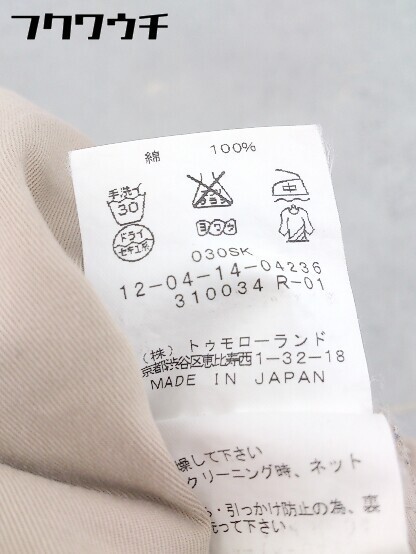 フクワウチ
綿 100%
手洗イ
30
中
ドライ
セキユ系
ヨワク
030SK
12-04-14-04236
310034 R-01
(株) トゥモローランド
京都渋谷区恵比寿西1-32-18
MADE IN JAPAN
燥して下さい
クリーニング時、ネット
・引っかけ防止の為、裏
洗って下さい